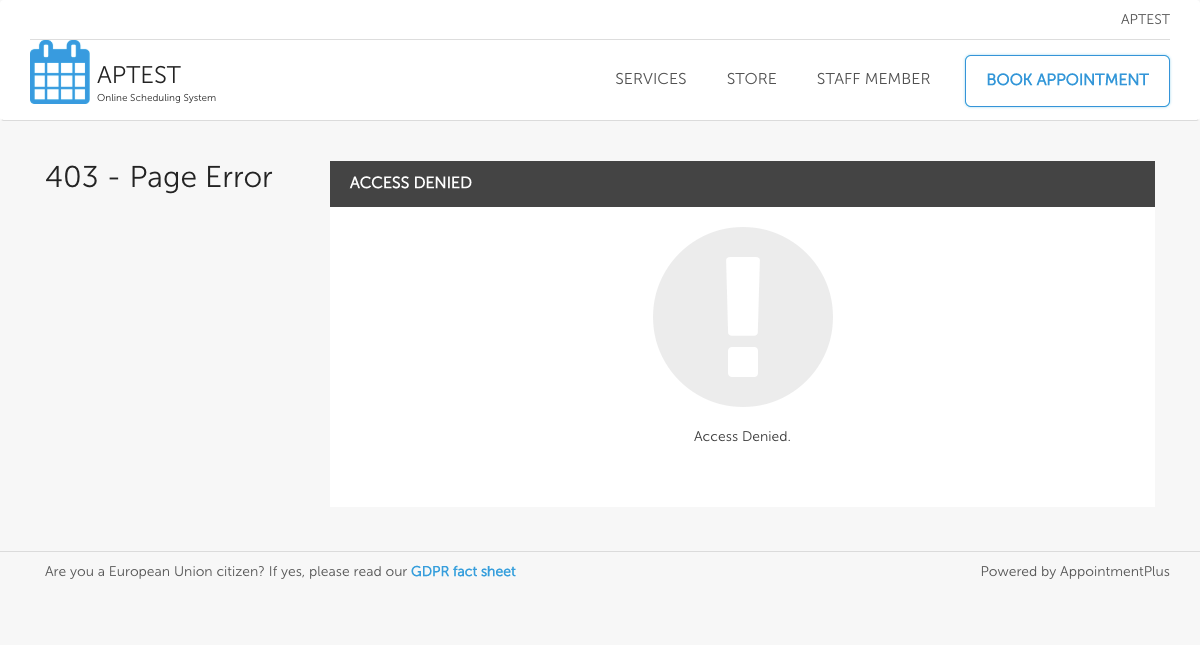 APTEST
APTEST
Online Scheduling System
SERVICES
STORE
STAFF MEMBER
BOOK APPOINTMENT
403 - Page Error
ACCESS DENIED
Access Denied.
Are you a European Union citizen? If yes, please read our GDPR fact sheet
Powered by AppointmentPlus